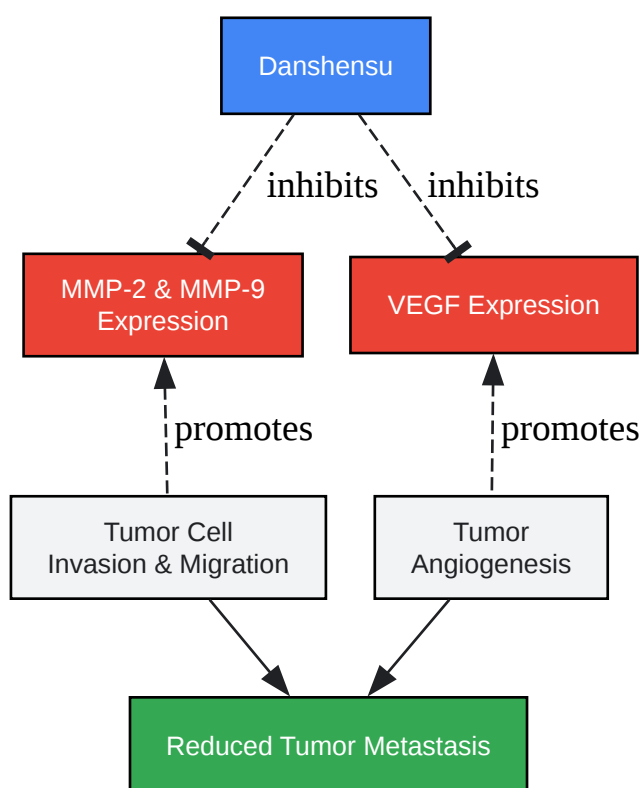 Danshensu
inhibits
inhibits
MMP-2 & MMP-9
Expression
VEGF Expression
promotes
promotes
Tumor Cell
Invasion & Migration
Tumor
Angiogenesis
Reduced Tumor Metastasis